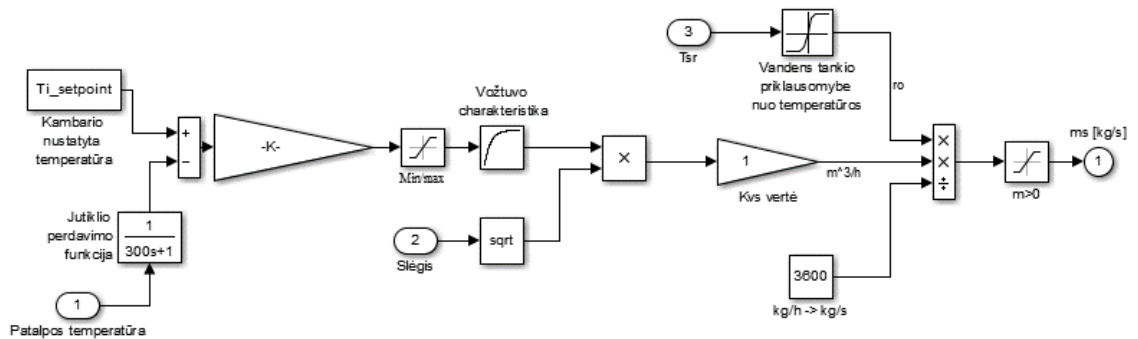 3
Tsr
Vandens tankio
priklausomybe
nuo temperatūros
ro
Ti_setpoint
Kambario
nustatyta
temperatūra
+
−
-K-
Min/max
Vožtuvo
charakteristika
×
1
Kvs vertė
m^3/h
×
×
÷
m>0
ms [kg/s]
1
Jutiklio
perdavimo
funkcija
1
300s+1
2
Slėgis
sqrt
3600
kg/h -> kg/s
1
Patalpos temperatūra